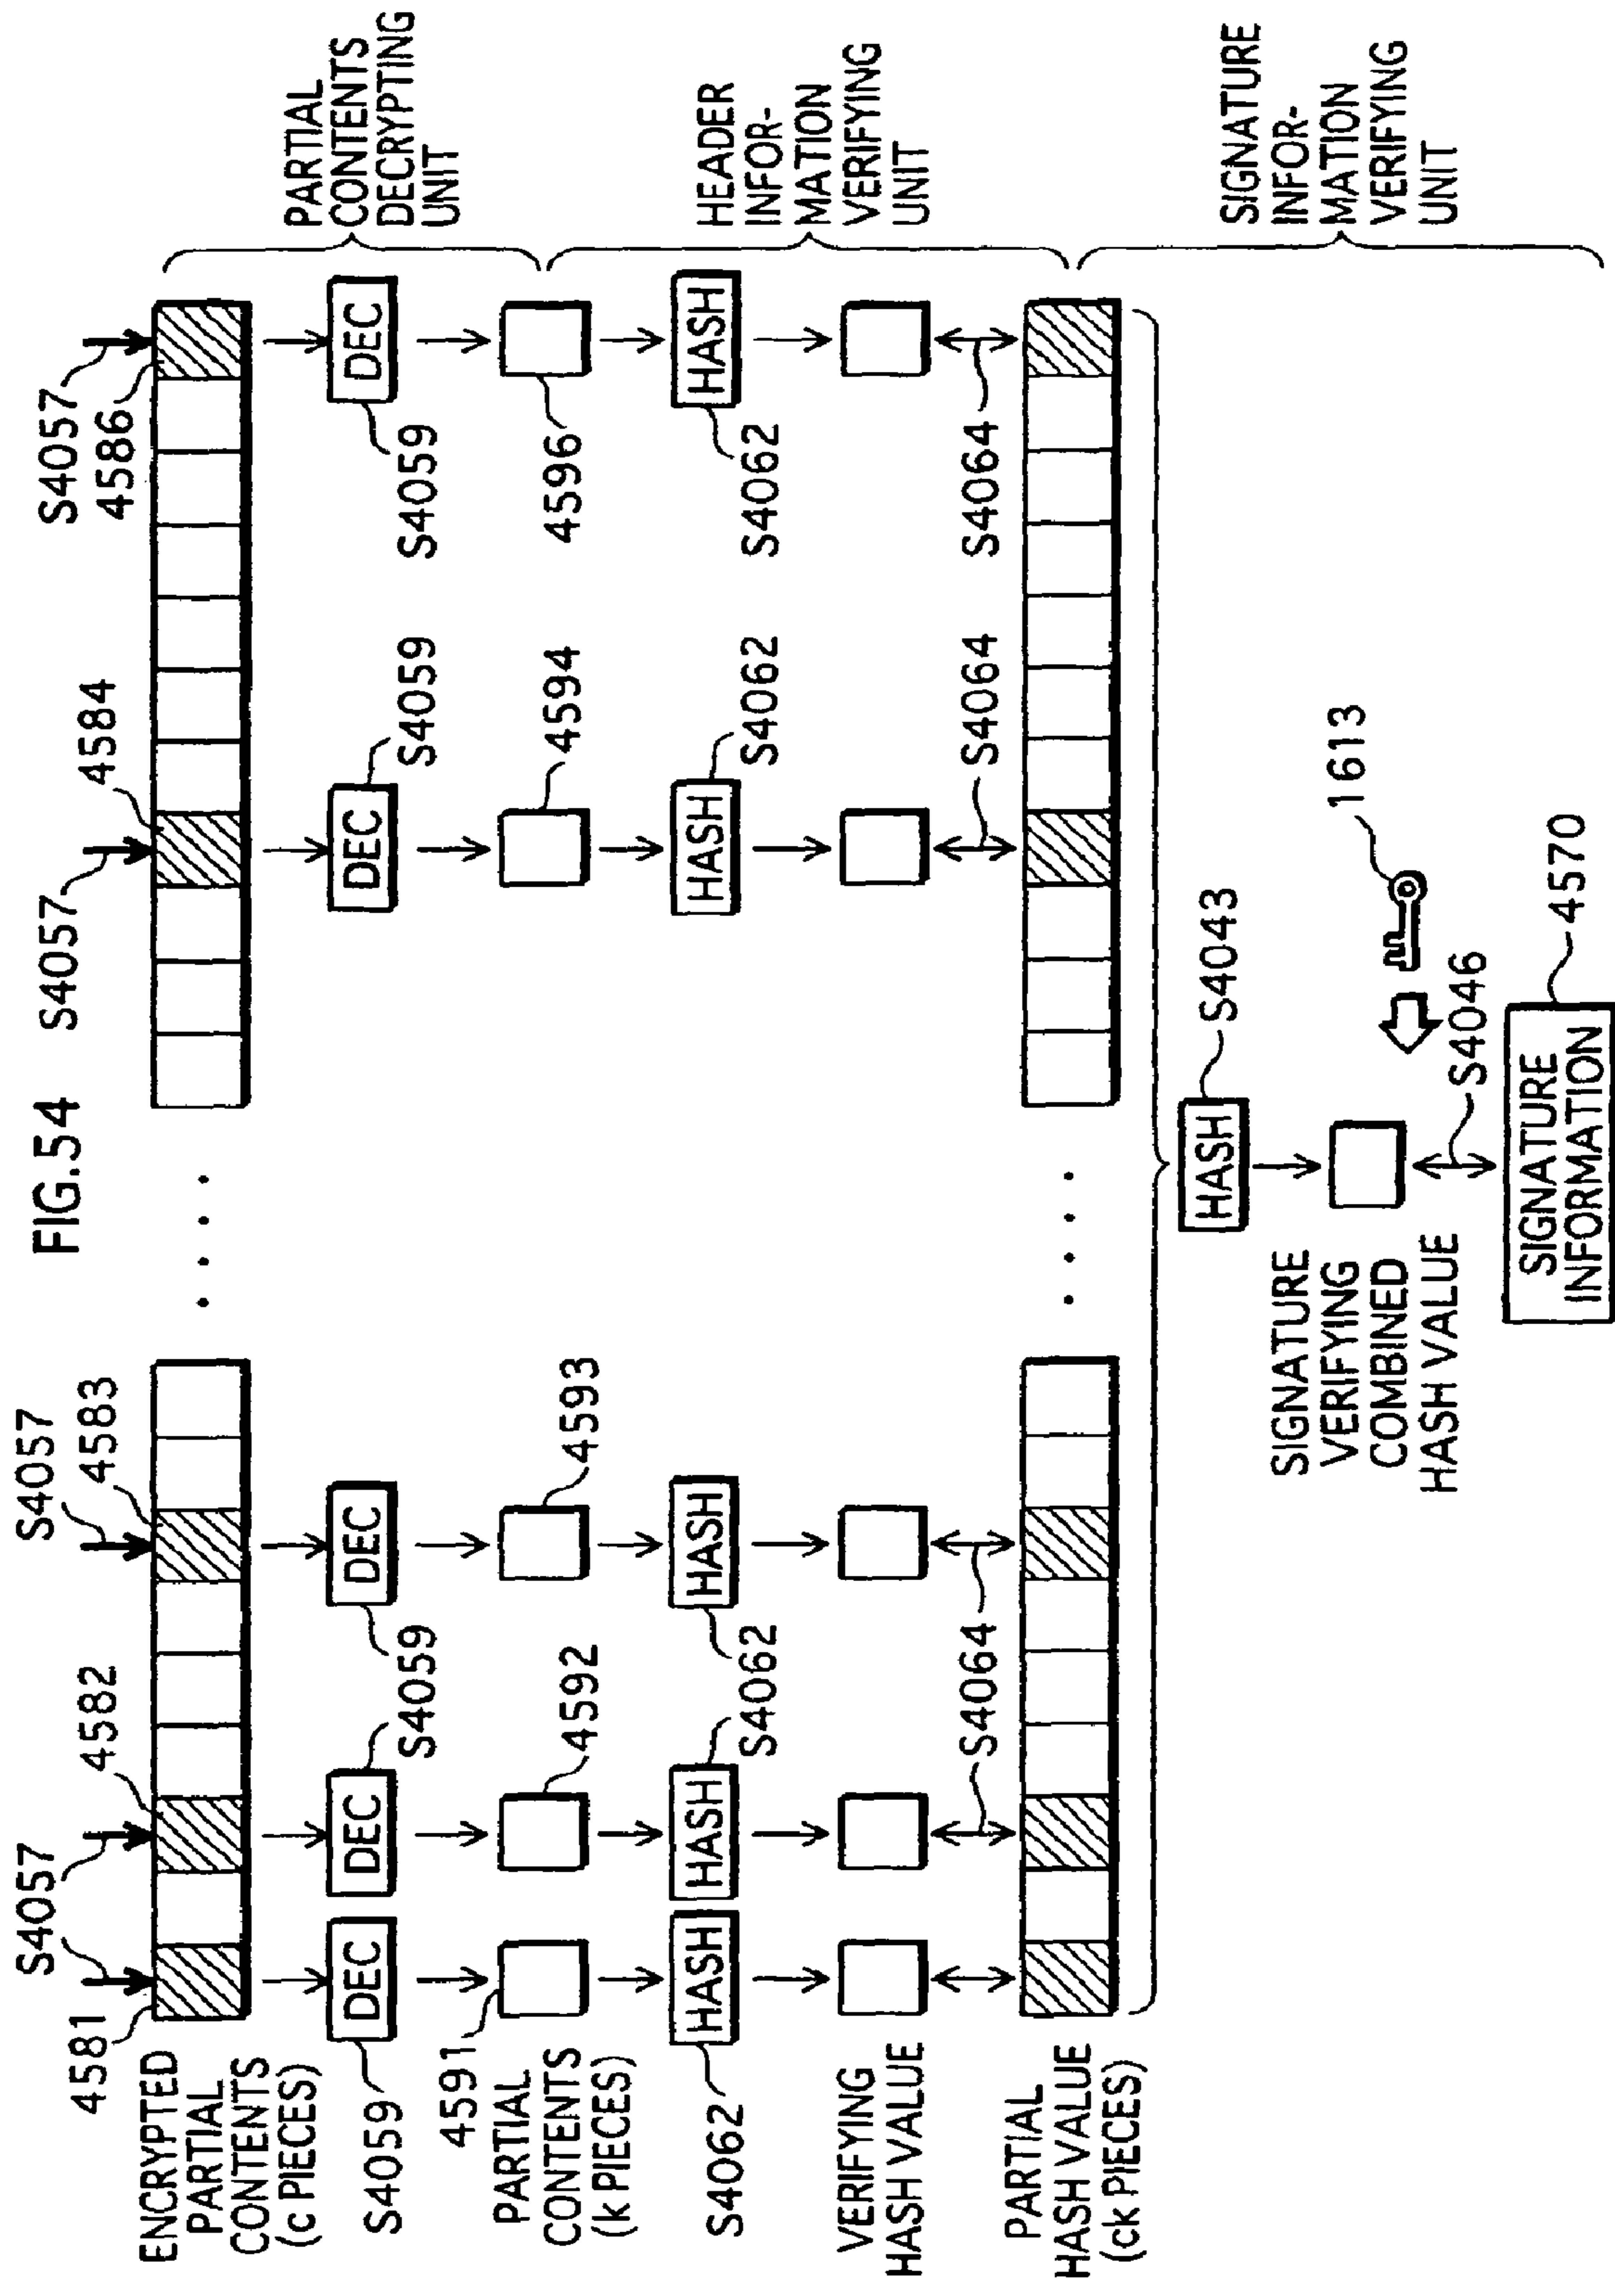 FIG.54
S4057
S4057
S4057
S4057
4581
4582
4583
4584
4586
ENCRYPTED
PARTIAL
CONTENTS
(c PIECES)
PARTIAL
CONTENTS
DECRYPTING
UNIT
DEC
DEC
DEC
DEC
DEC
S4059
S4059
S4059
S4059
4591
4592
4593
4594
4596
PARTIAL
CONTENTS
(k PIECES)
HASH
HASH
HASH
HASH
HASH
S4062
S4062
S4062
S4062
HEADER
INFOR-
MATION
VERIFYING
UNIT
VERIFYING
HASH VALUE
S4064
S4064
S4064
PARTIAL
HASH VALUE
(ck PIECES)
HASH
S4043
SIGNATURE
VERIFYING
COMBINED
HASH VALUE
1613
S4046
SIGNATURE
INFORMATION
4570
SIGNATURE
INFOR-
MATION
VERIFYING
UNIT